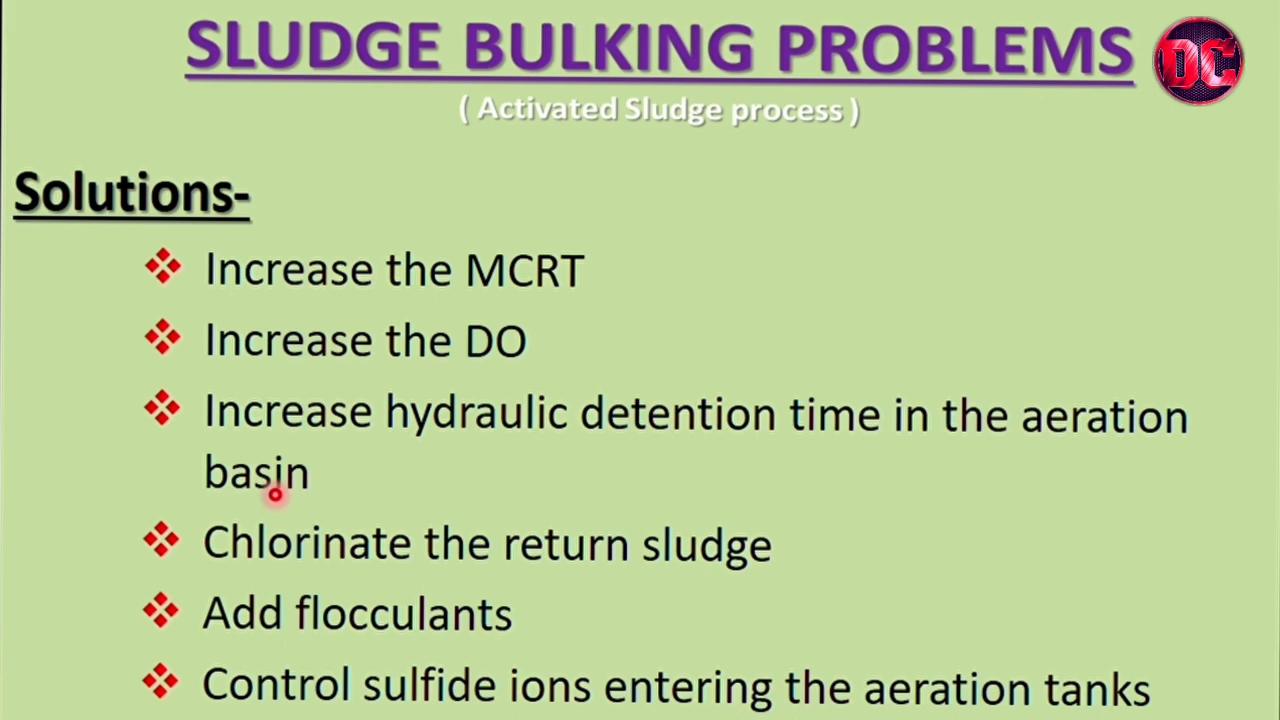 SLUDGE BULKING PROBLEMS
DC
( Activated Sludge process )
Solutions-
❖ Increase the MCRT
❖ Increase the DO
❖ Increase hydraulic detention time in the aeration
basin
❖ Chlorinate the return sludge
❖ Add flocculants
❖ Control sulfide ions entering the aeration tanks